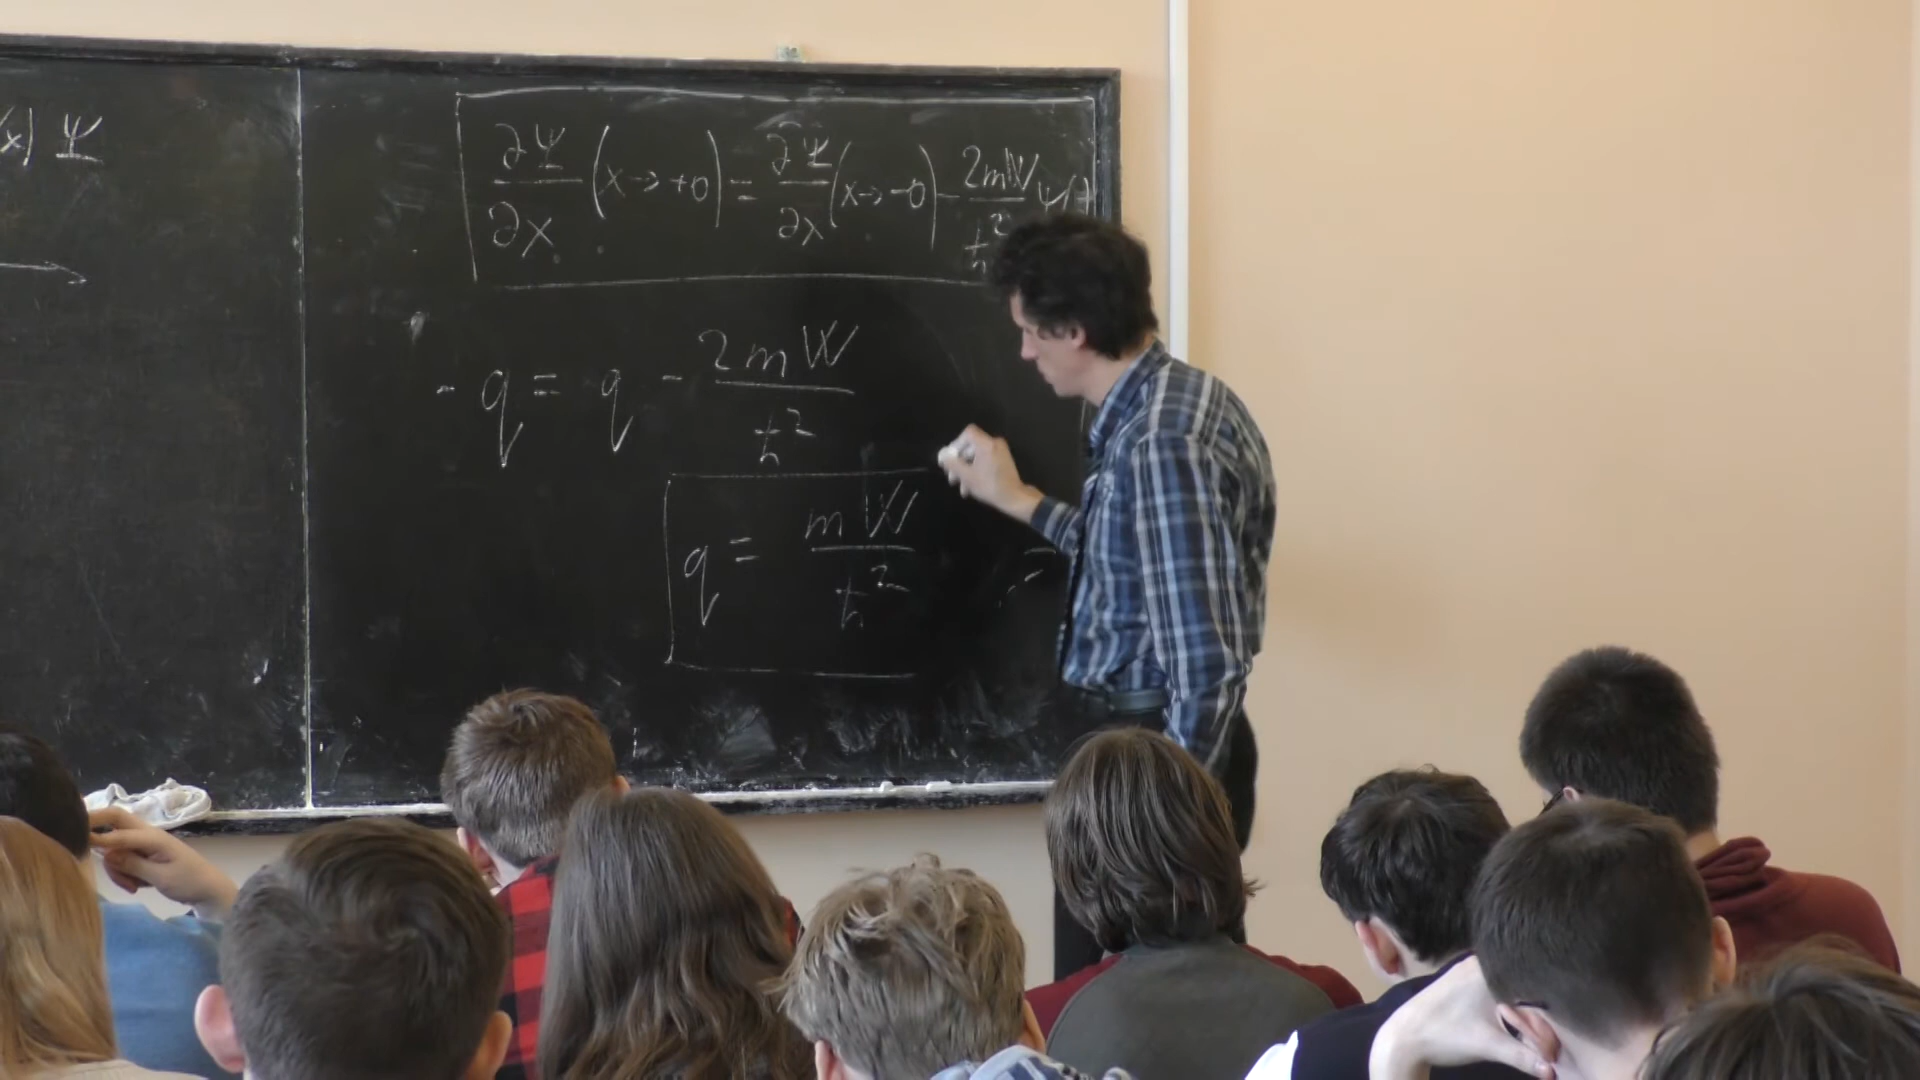 x) Ψ
∂Ψ/∂x (x→+0) = ∂Ψ/∂x (x→-0) - 2mW/ħ² ψ(
- q = q - 2mW/ħ²
q = mW/ħ²